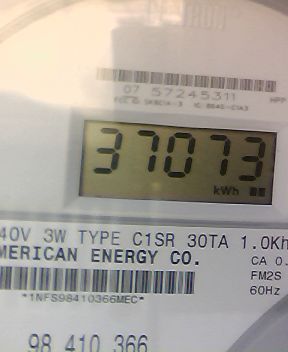 07 57245311
37073
kWh
40V 3W TYPE C1SR 30TA 1.0Kh
MERICAN ENERGY CO.
CA 0.
FM2S
60Hz
*1NFS98410366MEC*
98 410 366